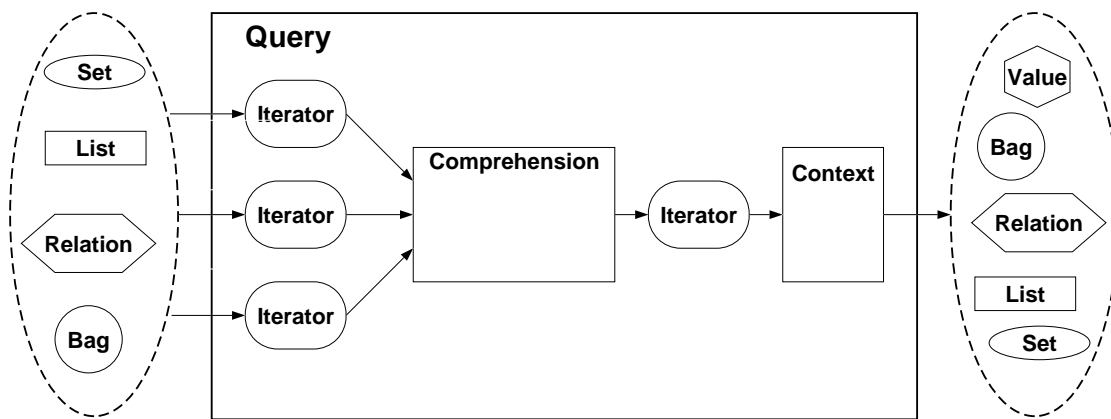 Query
Set
List
Relation
Bag
Iterator
Iterator
Iterator
Comprehension
Iterator
Context
Value
Bag
Relation
List
Set